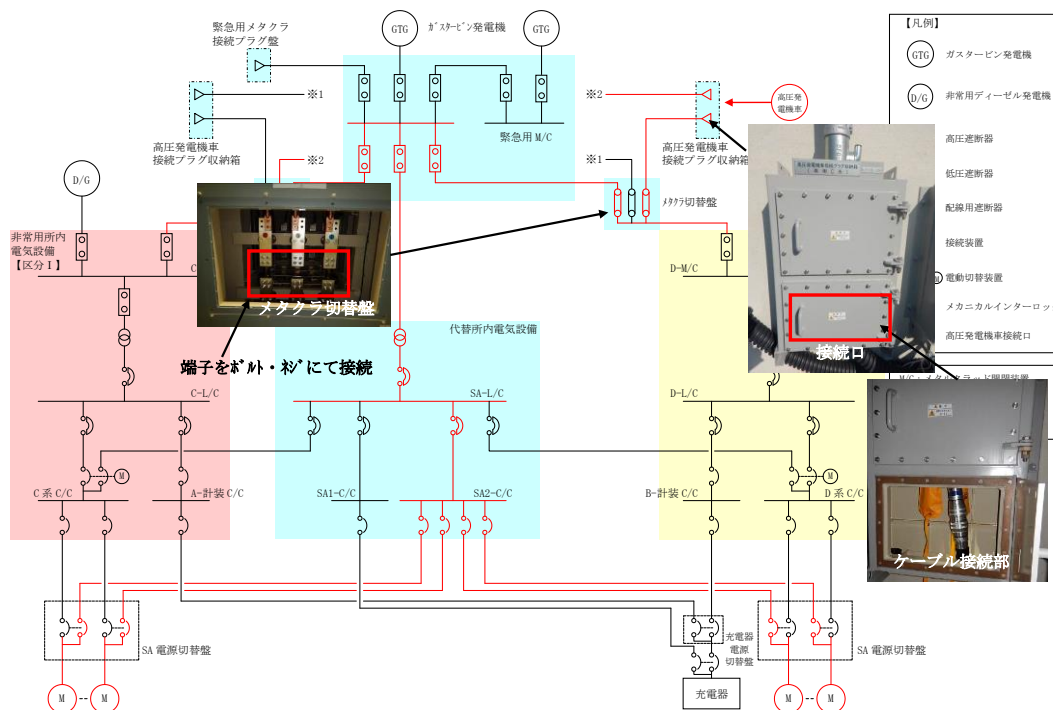 緊急用メタクラ
接続プラグ盤
GTG
ガスタービン発電機
GTG
【凡例】
GTG
ガスタービン発電機
D/G
非常用ディーゼル発電機
高圧遮断器
低圧遮断器
配線用遮断器
接続装置
電動切替装置
メカニカルインターロッ
高圧発電機車接続口
※1
※2
高圧発
電機車
高圧発電機車
接続プラグ収納箱
緊急用M/C
高圧発電機車
接続プラグ収納箱
※2
※1
D/G
メタクラ切替盤
非常用所内
電気設備
【区分Ⅰ】
C
D-M/C
メタクラ切替盤
接続口
代替所内電気設備
端子をボルト・ネジにて接続
C-L/C
SA-L/C
D-L/C
M
M
C系C/C
A-計装C/C
SA1-C/C
SA2-C/C
B-計装C/C
D系C/C
ケーブル接続部
SA電源切替盤
充電器
電源
切替盤
SA電源切替盤
M
M
充電器
M
M